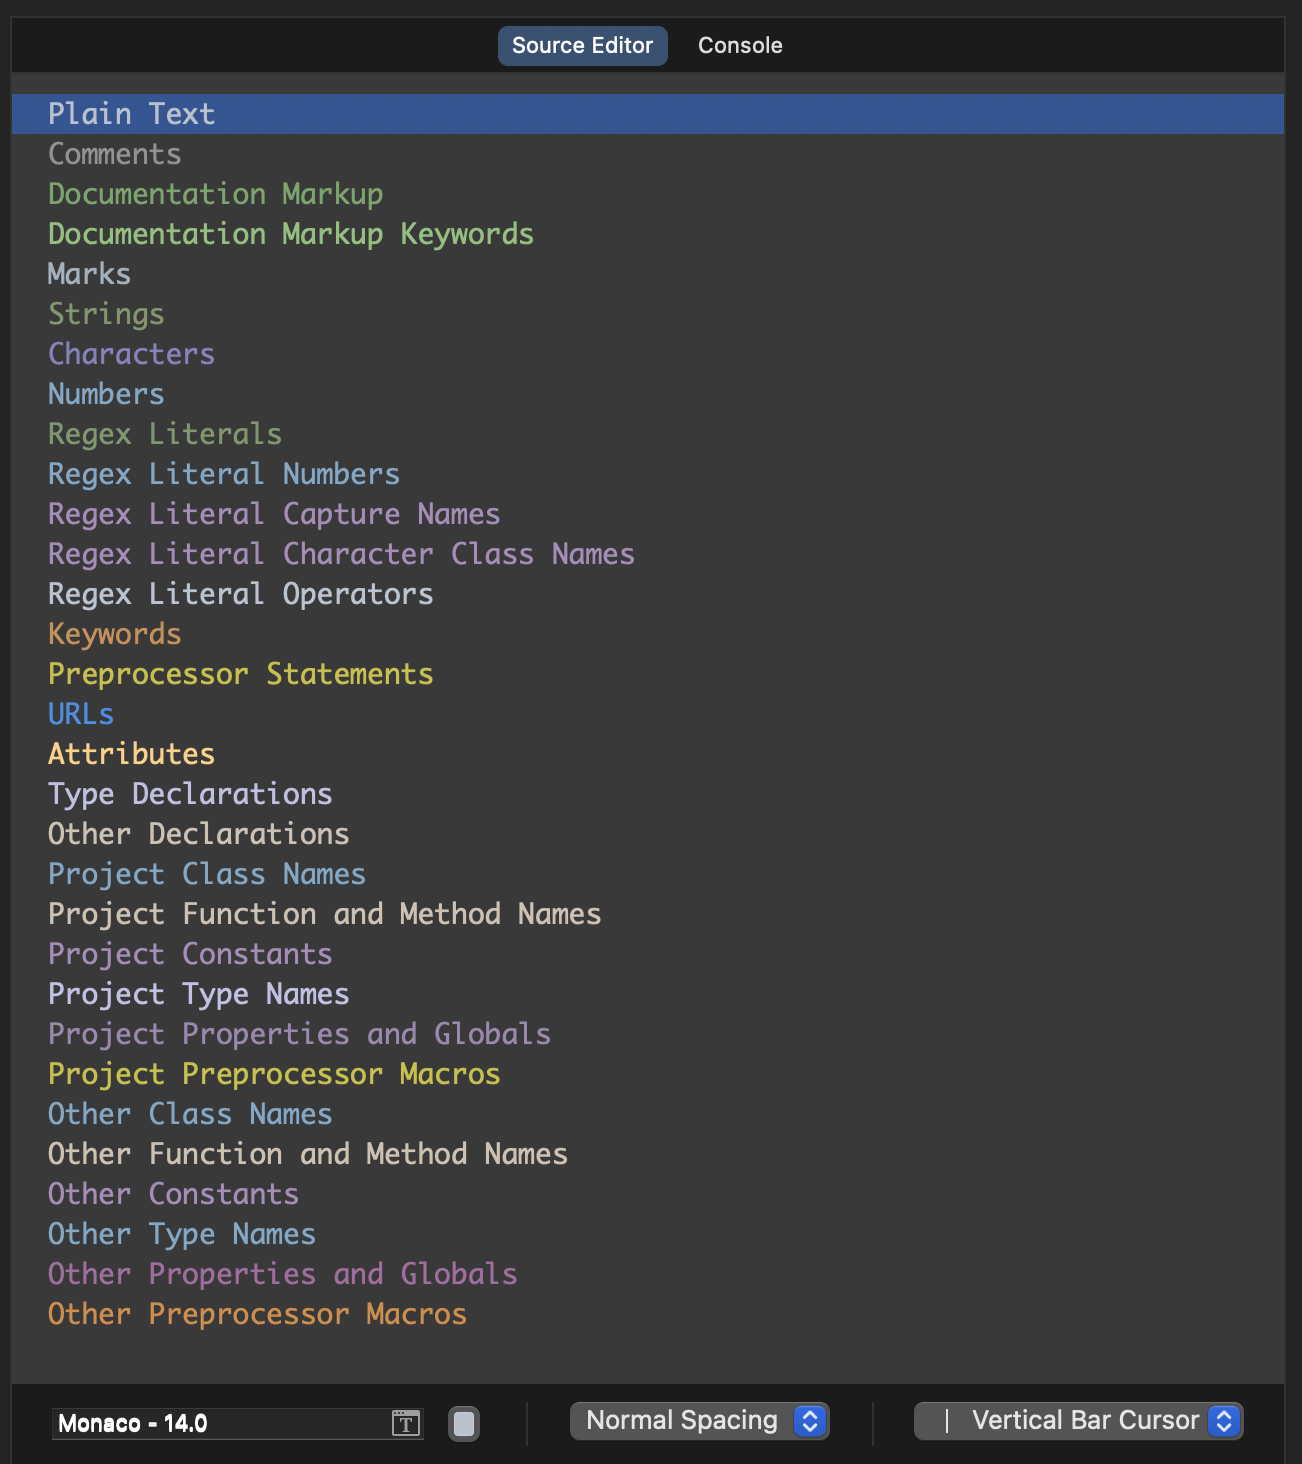 Source Editor Console
Plain Text
Comments
Documentation Markup
Documentation Markup Keywords
Marks
Strings
Characters
Numbers
Regex Literals
Regex Literal Numbers
Regex Literal Capture Names
Regex Literal Character Class Names
Regex Literal Operators
Keywords
Preprocessor Statements
URLs
Attributes
Type Declarations
Other Declarations
Project Class Names
Project Function and Method Names
Project Constants
Project Type Names
Project Properties and Globals
Project Preprocessor Macros
Other Class Names
Other Function and Method Names
Other Constants
Other Type Names
Other Properties and Globals
Other Preprocessor Macros
Monaco - 14.0 T Normal Spacing | Vertical Bar Cursor